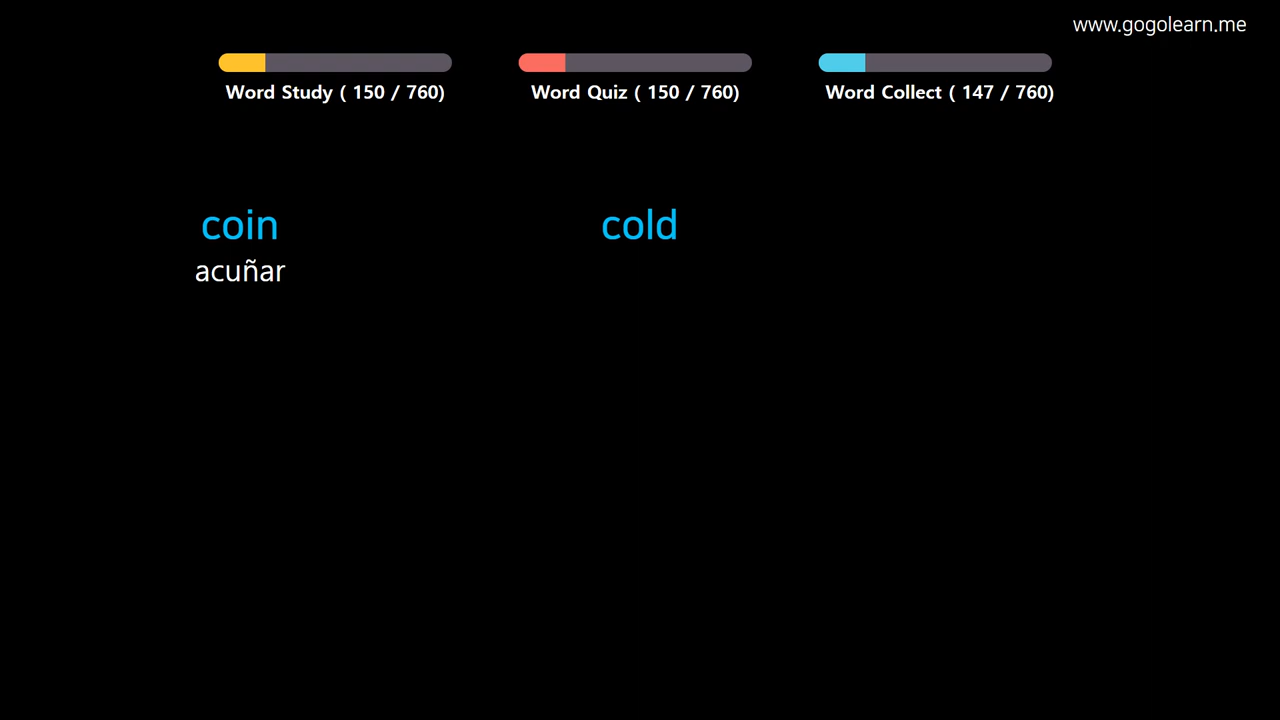 www.gogolearn.me
Word Study ( 150 / 760)
Word Quiz ( 150 / 760)
Word Collect ( 147 / 760)
coin
acuñar
cold